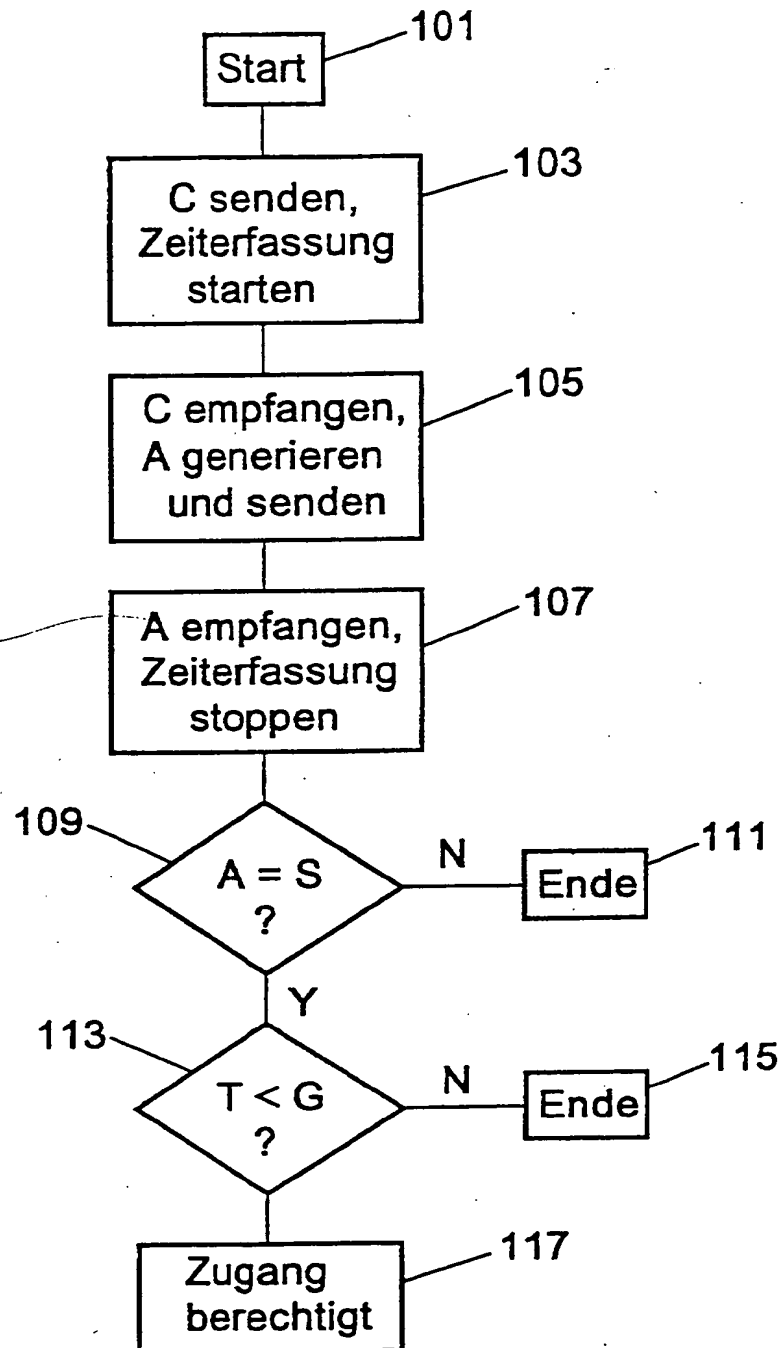 101
Start
103
C senden,
Zeiterfassung
starten
105
C empfangen,
A generieren
und senden
107
A empfangen,
Zeiterfassung
stoppen
109
A = S
?
N
111
Ende
Y
113
T < G
?
N
115
Ende
117
Zugang
berechtigt